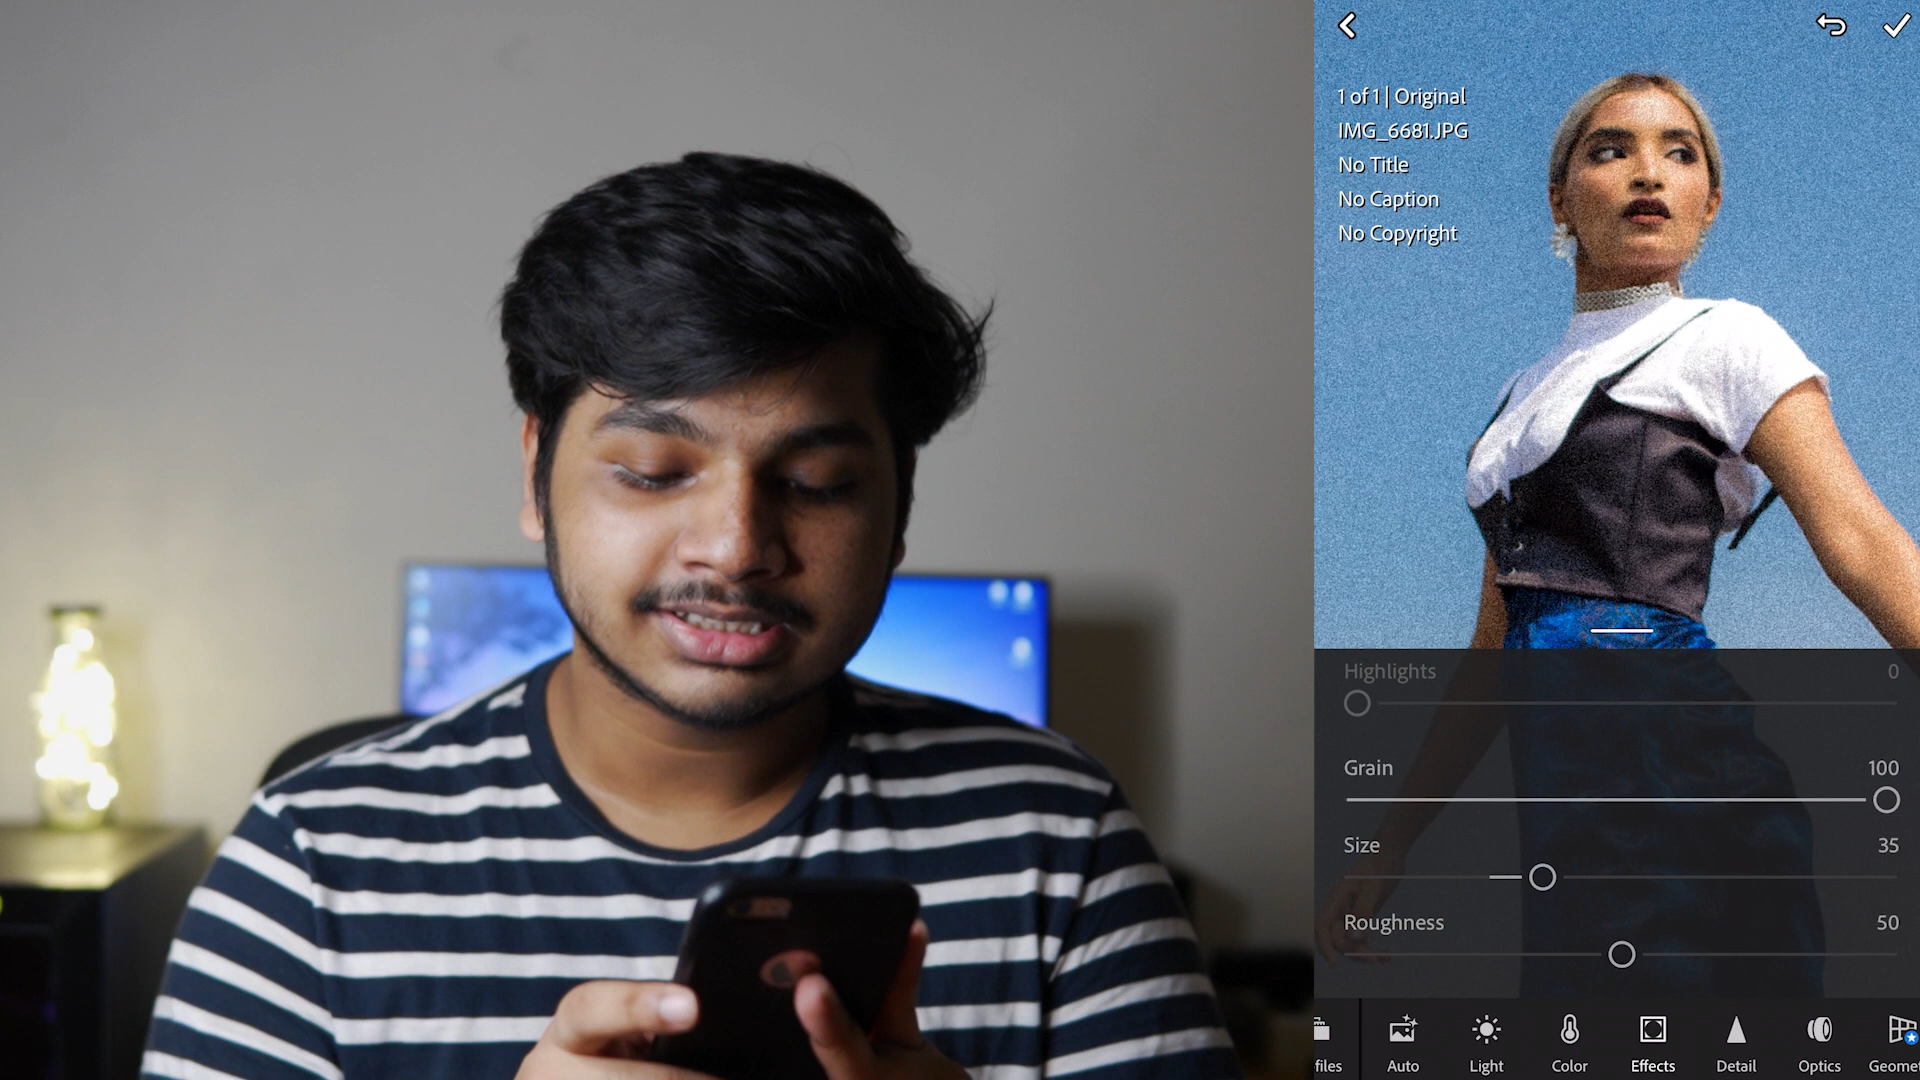 1 of 1 | Original
IMG_6681.JPG
No Title
No Caption
No Copyright
Highlights 0
Grain 100
Size 35
Roughness 50
files Auto Light Color Effects Detail Optics Geome